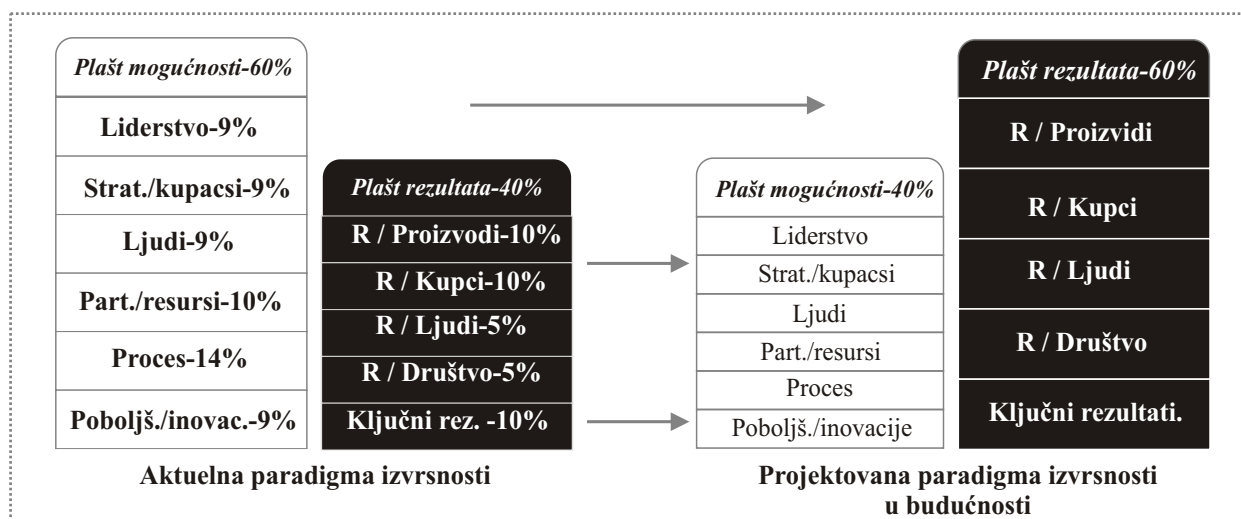 Plašt mogućnosti-60%
Liderstvo-9%
Strat./kupacsi-9%
Ljudi-9%
Part./resursi-10%
Proces-14%
Poboljš./inovac.-9%
Plašt rezultata-40%
R / Proizvodi-10%
R / Kupci-10%
R / Ljudi-5%
R / Društvo-5%
Ključni rez. -10%
Aktuelna paradigma izvrsnosti
Plašt mogućnosti-40%
Liderstvo
Strat./kupacsi
Ljudi
Part./resursi
Proces
Poboljš./inovacije
Plašt rezultata-60%
R / Proizvidi
R / Kupci
R / Ljudi
R / Društvo
Ključni rezultati.
Projektovana paradigma izvrsnosti
u budućnosti